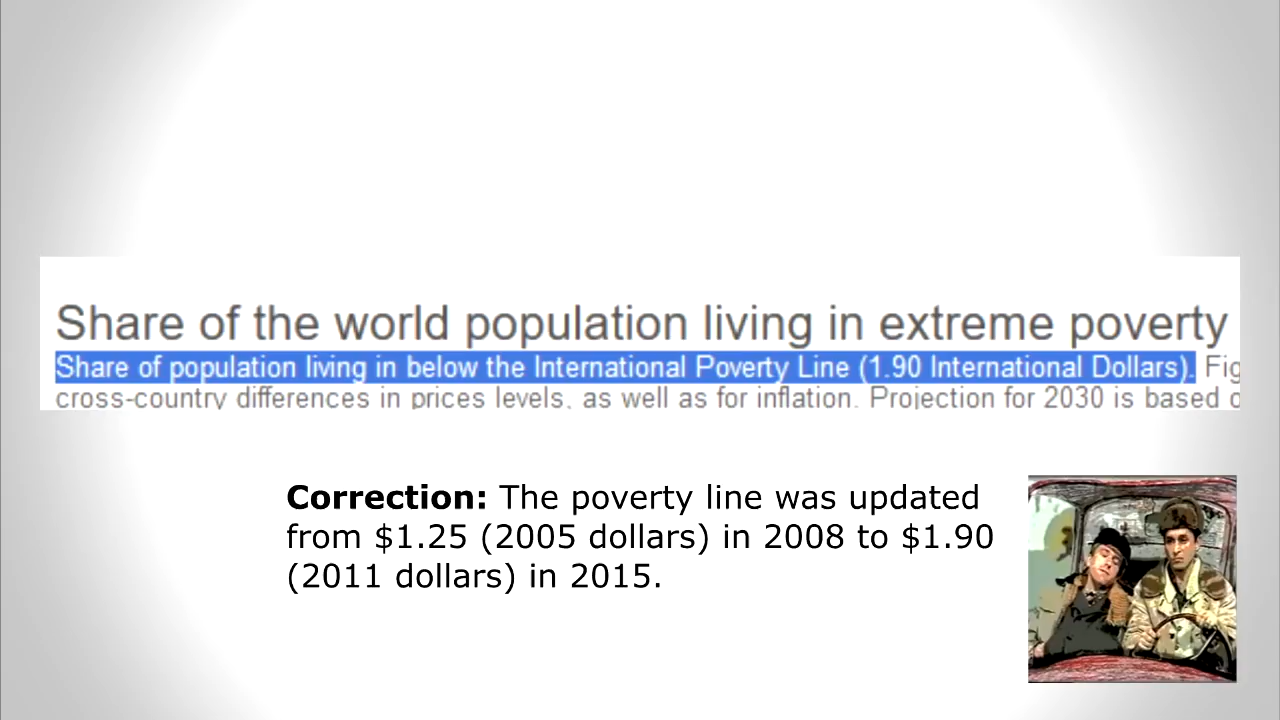 Share of the world population living in extreme poverty
Share of population living in below the International Poverty Line (1.90 International Dollars). Fig
cross-country differences in prices levels, as well as for inflation. Projection for 2030 is based
Correction: The poverty line was updated
from $1.25 (2005 dollars) in 2008 to $1.90
(2011 dollars) in 2015.